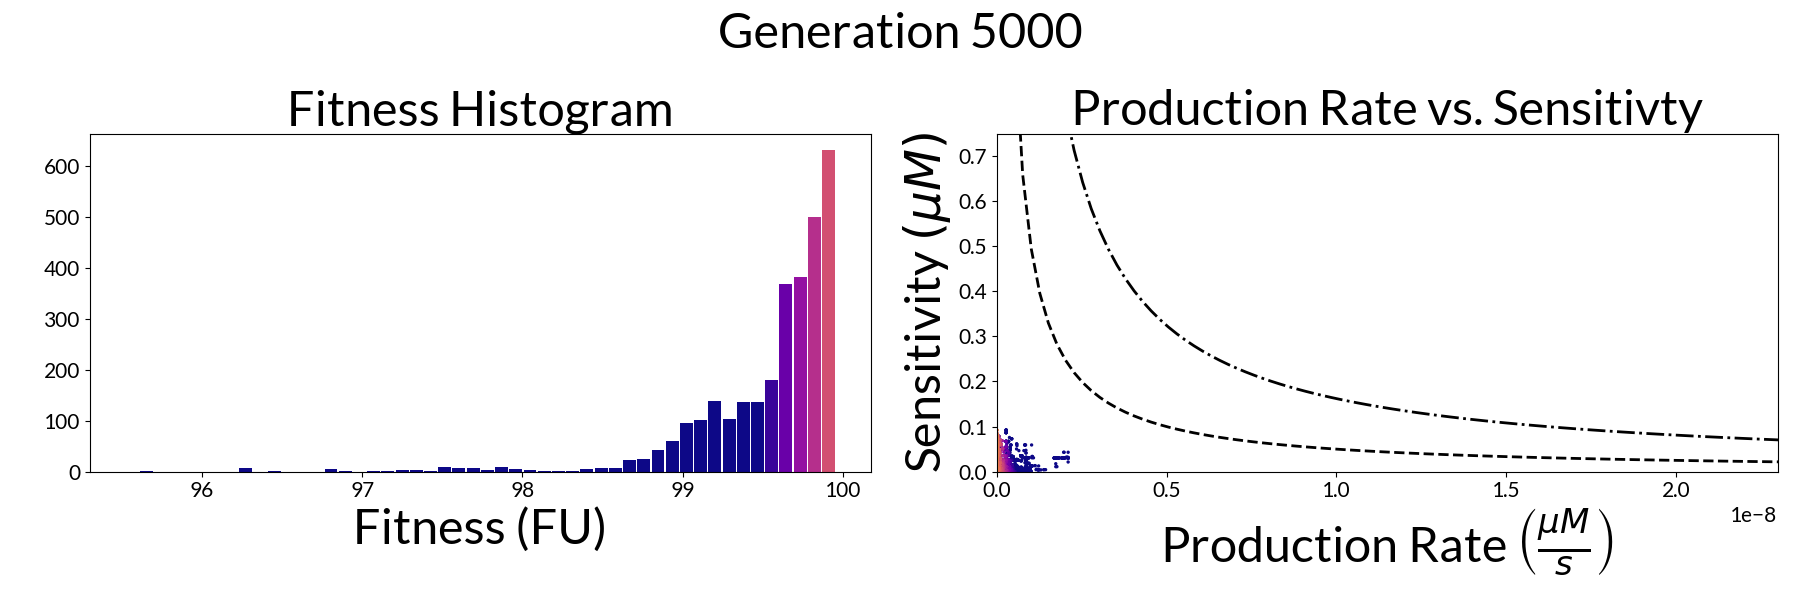 Generation 5000
Fitness Histogram
600
500
400
300
200
100
0
96 97 98 99 100
Fitness (FU)
Production Rate vs. Sensitivty
Sensitivity (μM)
0.7
0.6
0.5
0.4
0.3
0.2
0.1
0.0
0.0 0.5 1.0 1.5 2.0
1e−8
Production Rate (μM/s)